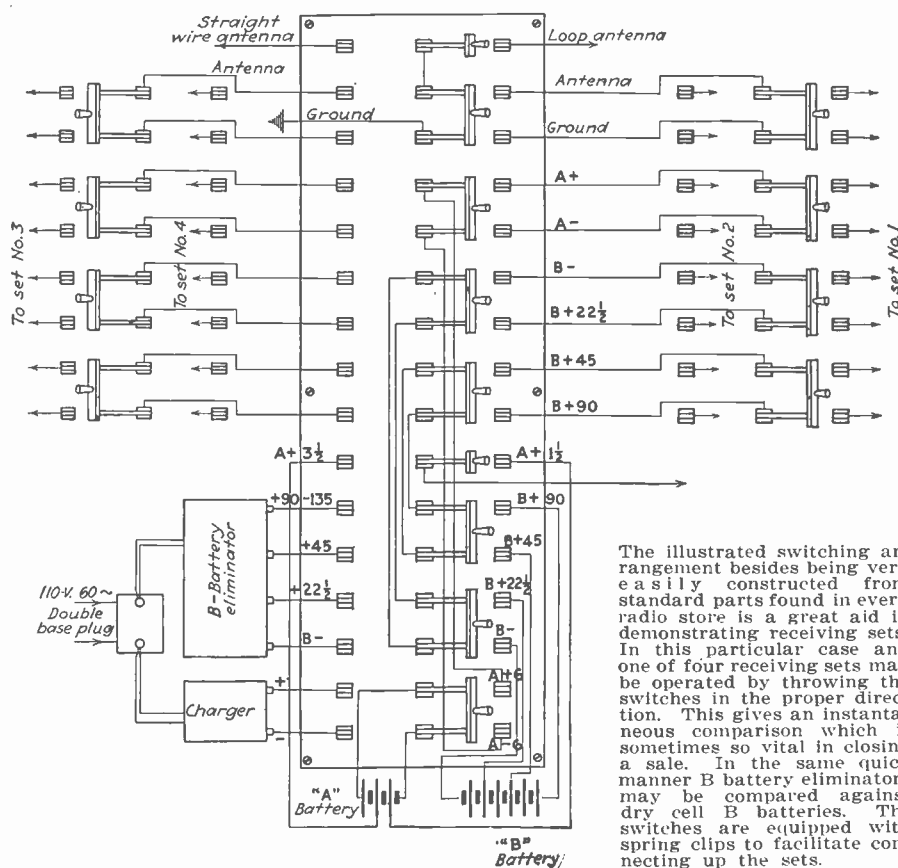 Straight
wire antenna
Loop antenna
Antenna
Antenna
Ground
Ground
A+
A-
To set No.3
To set No.4
To set No.2
To set No.1
B-
B+22½
B+45
B+90
A+ 3½
A+ 1½
+90-135
B+ 90
B-Battery
eliminator
+45
B+45
110-V. 60~
Double
base plug
+22½
B+22½
B-
B-
Charger
+
A+6
-
A-6
"A"
Battery
"B"
Battery
The illustrated switching ar
rangement besides being ver
easily constructed from
standard parts found in ever
radio store is a great aid i
demonstrating receiving sets
In this particular case an
one of four receiving sets ma
be operated by throwing th
switches in the proper direc
tion. This gives an instanta
neous comparison which i
sometimes so vital in closin
a sale. In the same quic
manner B battery eliminator
may be compared agains
dry cell B batteries. Th
switches are equipped wit
spring clips to facilitate con
necting up the sets.